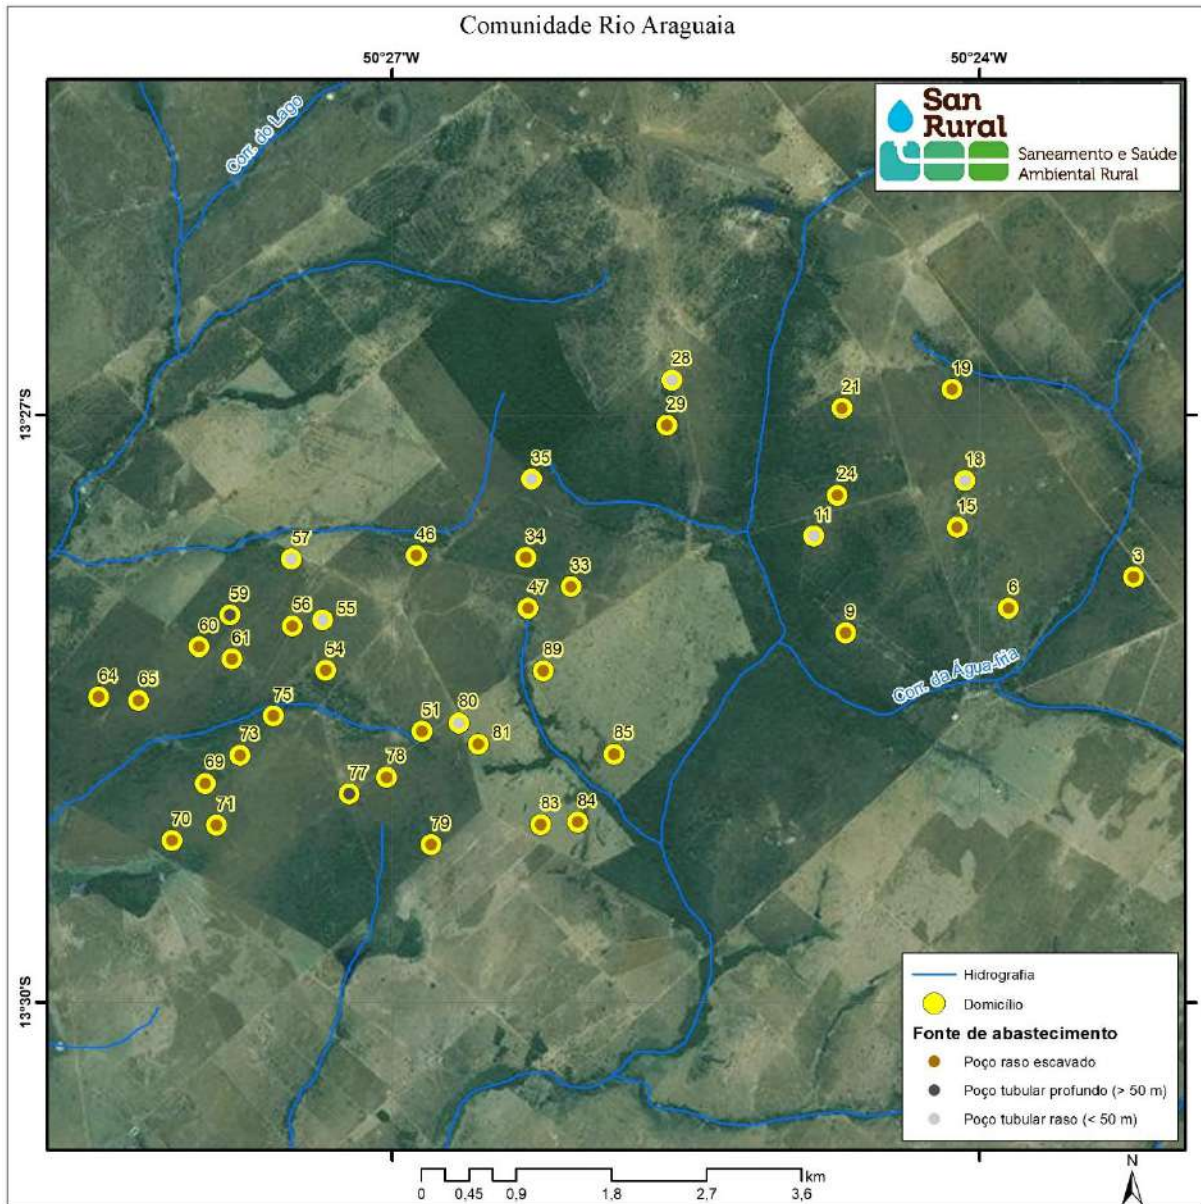 Comunidade Rio Araguaia
50°27'W
50°24'W
San
Rural
Saneamento e Saúde
Ambiental Rural
Corr. do Lago
28
19
13°27'S
29
21
35
18
24
15
11
57
46
34
33
3
59
56
55
47
6
60
61
9
54
89
Corr. da Água-fria
64
65
75
51
80
81
73
85
69
77
78
70
71
83
84
79
13°30'S
Hidrografia
Domicílio
Fonte de abastecimento
Poço raso escavado
Poço tubular profundo (> 50 m)
Poço tubular raso (< 50 m)
km
0 0,45 0,9 1,8 2,7 3,6
N